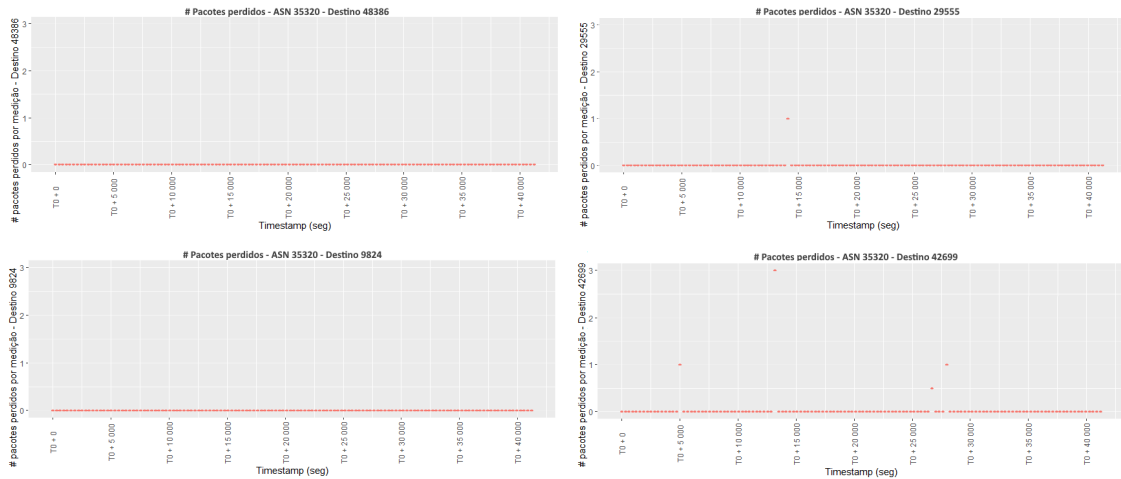 # Pacotes perdidos - ASN 35320 - Destino 48386
# pacotes perdidos por medição - Destino 48386
3
2
1
0
T0 + 0
T0 + 5 000
T0 + 10 000
T0 + 15 000
T0 + 20 000
T0 + 25 000
T0 + 30 000
T0 + 35 000
T0 + 40 000
Timestamp (seg)
# Pacotes perdidos - ASN 35320 - Destino 29555
# pacotes perdidos por medição - Destino 29555
3
2
1
0
T0 + 0
T0 + 5 000
T0 + 10 000
T0 + 15 000
T0 + 20 000
T0 + 25 000
T0 + 30 000
T0 + 35 000
T0 + 40 000
Timestamp (seg)
# Pacotes perdidos - ASN 35320 - Destino 9824
# pacotes perdidos por medição - Destino 9824
3
2
1
0
T0 + 0
T0 + 5 000
T0 + 10 000
T0 + 15 000
T0 + 20 000
T0 + 25 000
T0 + 30 000
T0 + 35 000
T0 + 40 000
Timestamp (seg)
# Pacotes perdidos - ASN 35320 - Destino 42699
# pacotes perdidos por medição - Destino 42699
3
2
1
0
T0 + 0
T0 + 5 000
T0 + 10 000
T0 + 15 000
T0 + 20 000
T0 + 25 000
T0 + 30 000
T0 + 35 000
T0 + 40 000
Timestamp (seg)